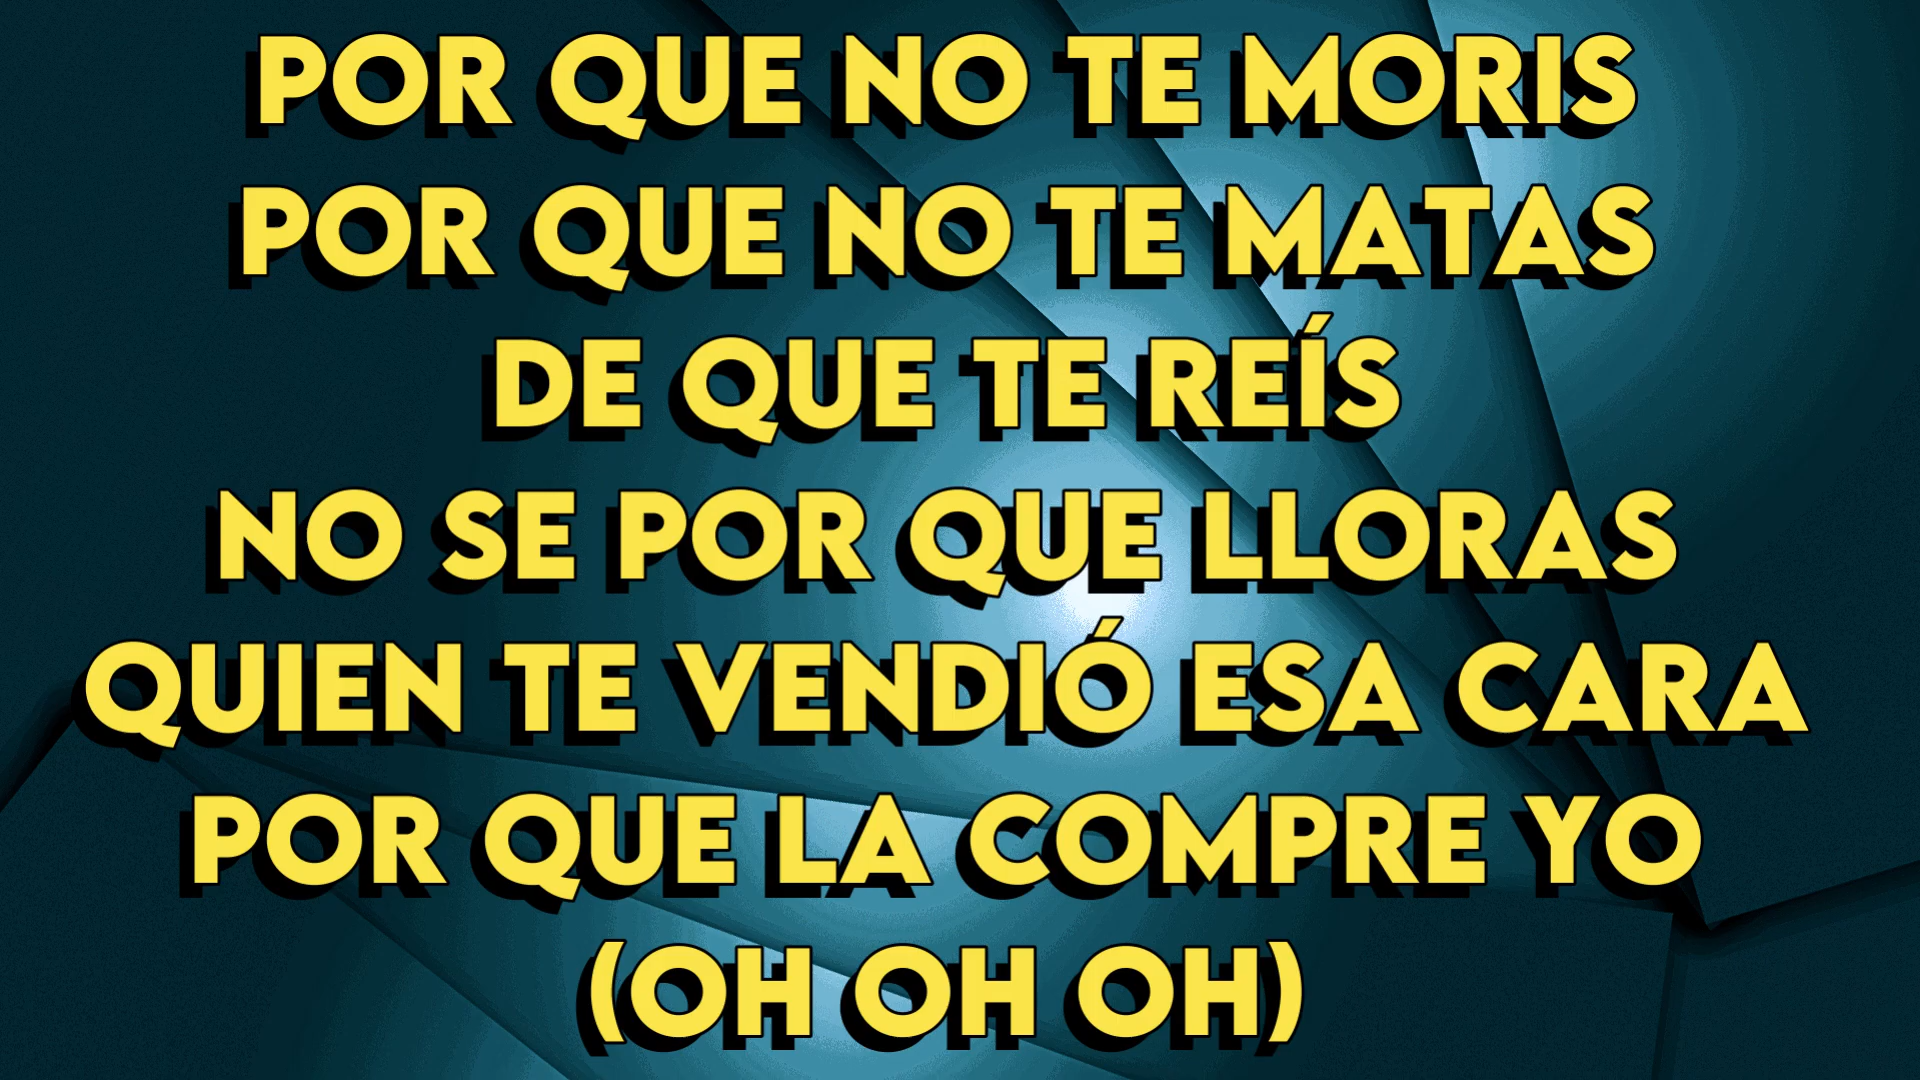 POR QUE NO TE MORIS
POR QUE NO TE MATAS
DE QUE TE REÍS
NO SE POR QUE LLORAS
QUIEN TE VENDIÓ ESA CARA
POR QUE LA COMPRE YO
(OH OH OH)